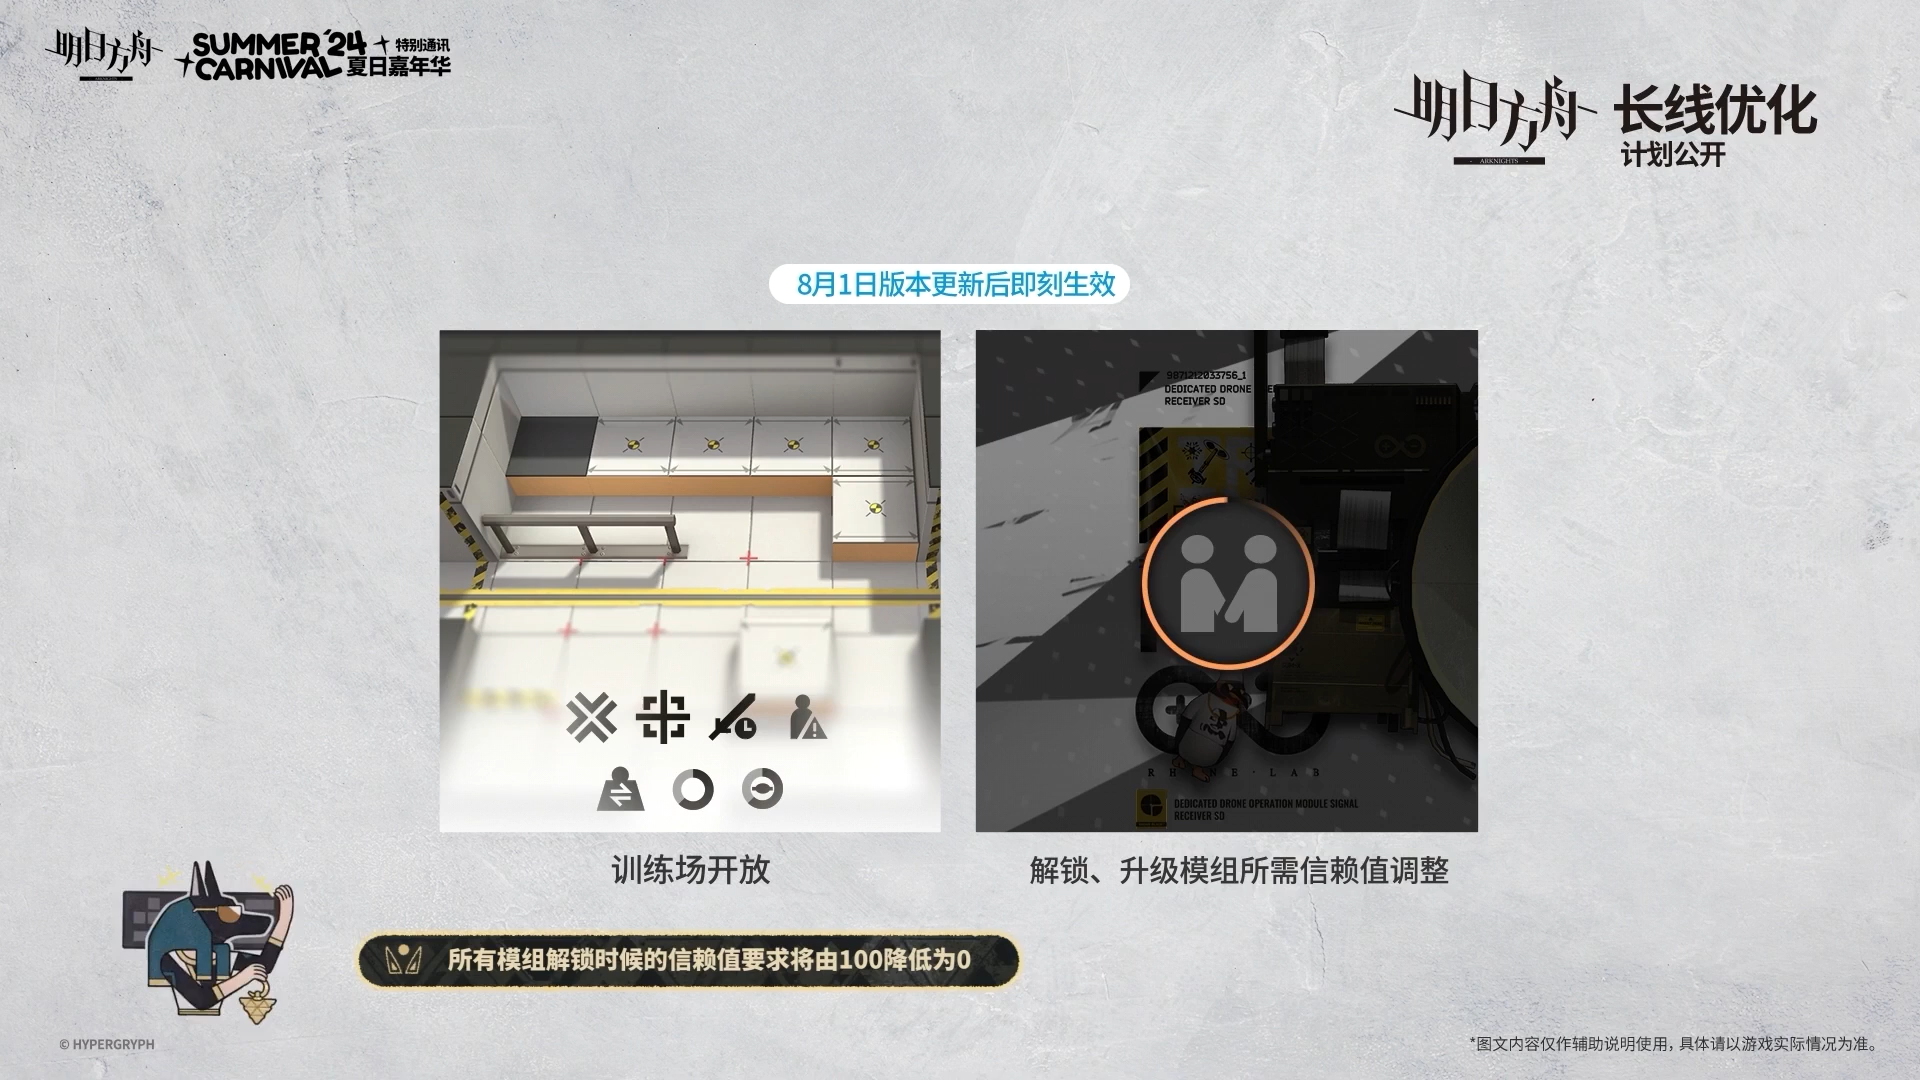 明日方舟
ARKNIGHTS
SUMMER '24
CARNIVAL
特别通讯
夏日嘉年华
明日方舟
ARKNIGHTS
长线优化
计划公开
8月1日版本更新后即刻生效
9871212033756_1
DEDICATED DRONE
RECEIVER SD
RHINE·LAB
DEDICATED DRONE OPERATION MODULE SIGNAL
RECEIVER SD
训练场开放
解锁、升级模组所需信赖值调整
所有模组解锁时候的信赖值要求将由100降低为0
© HYPERGRYPH
*图文内容仅作辅助说明使用，具体请以游戏实际情况为准。